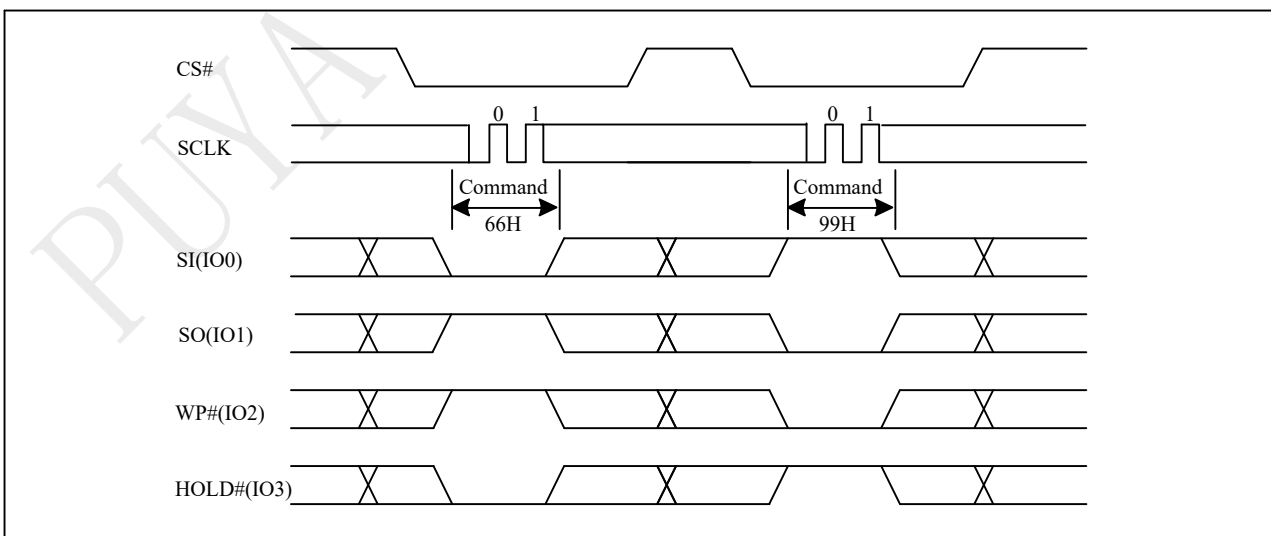 PUYA
CS#
0 1 0 1
SCLK
Command Command
66H 99H
SI(IO0)
SO(IO1)
WP#(IO2)
HOLD#(IO3)